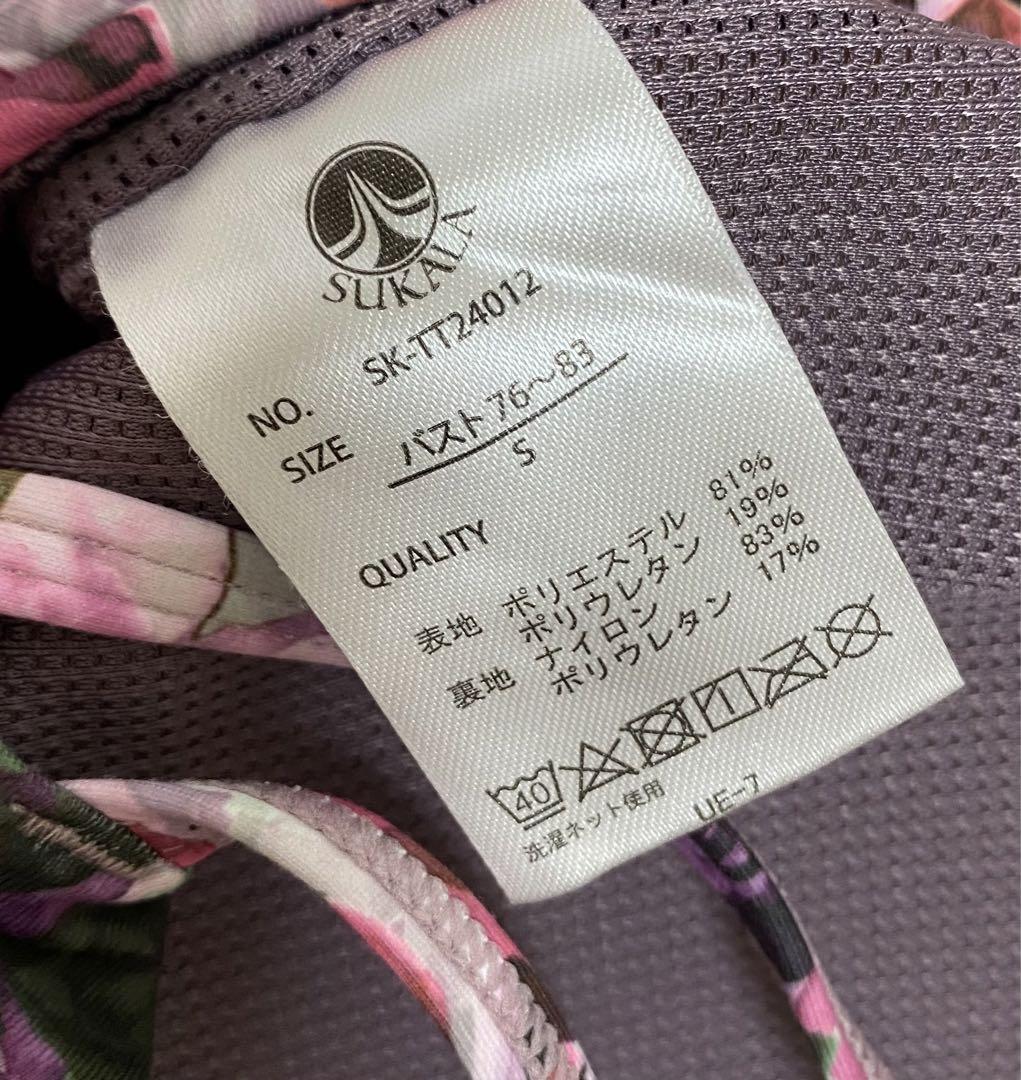 SUKALA
NO. SK-TT24012
SIZE バスト 76～83
S
QUALITY
表地 ポリエステル 81%
ポリウレタン 19%
裏地 ナイロン 83%
ポリウレタン 17%
40
洗濯ネット使用 UE-7